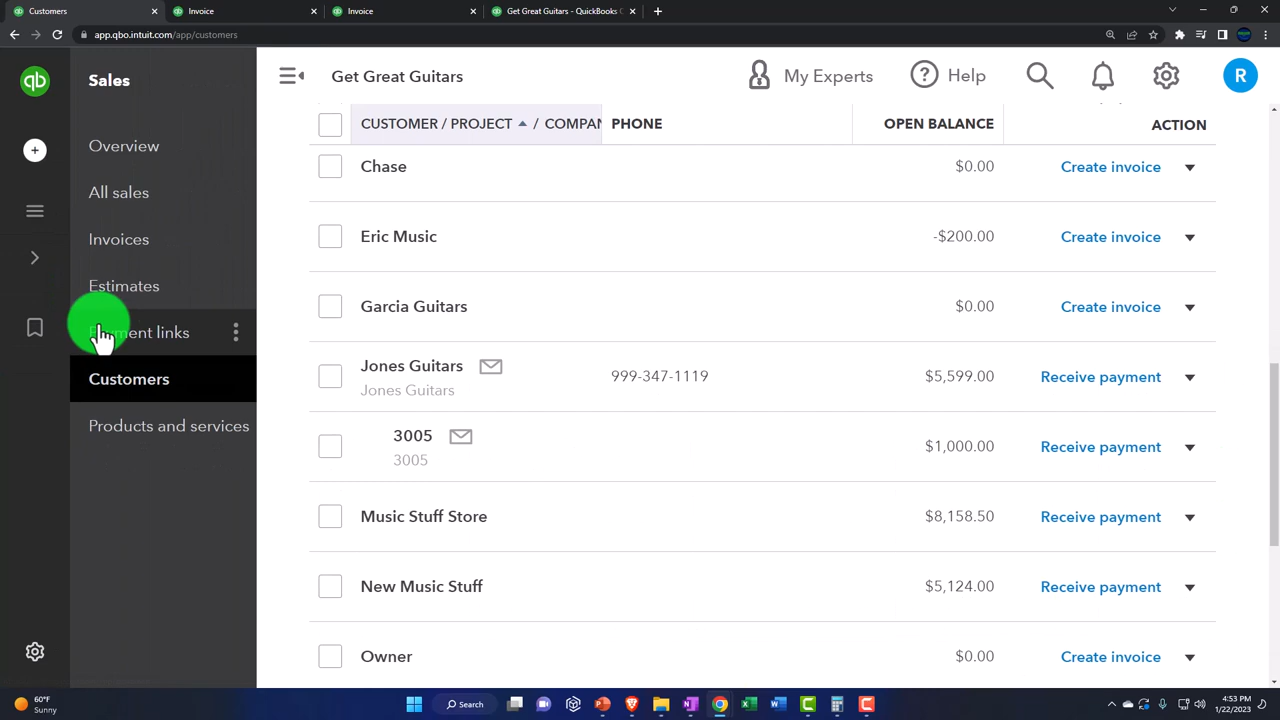 Customers
Invoice
Invoice
Get Great Guitars - QuickBooks
app.qbo.intuit.com/app/customers
qb
Sales
Get Great Guitars
My Experts
Help
R
Overview
All sales
Invoices
Estimates
Payment links
Customers
Products and services
CUSTOMER / PROJECT / COMPAN PHONE OPEN BALANCE ACTION
Chase $0.00 Create invoice
Eric Music -$200.00 Create invoice
Garcia Guitars $0.00 Create invoice
Jones Guitars
Jones Guitars 999-347-1119 $5,599.00 Receive payment
3005
3005 $1,000.00 Receive payment
Music Stuff Store $8,158.50 Receive payment
New Music Stuff $5,124.00 Receive payment
Owner $0.00 Create invoice
60°F
Sunny
Search
4:53 PM
1/22/2023